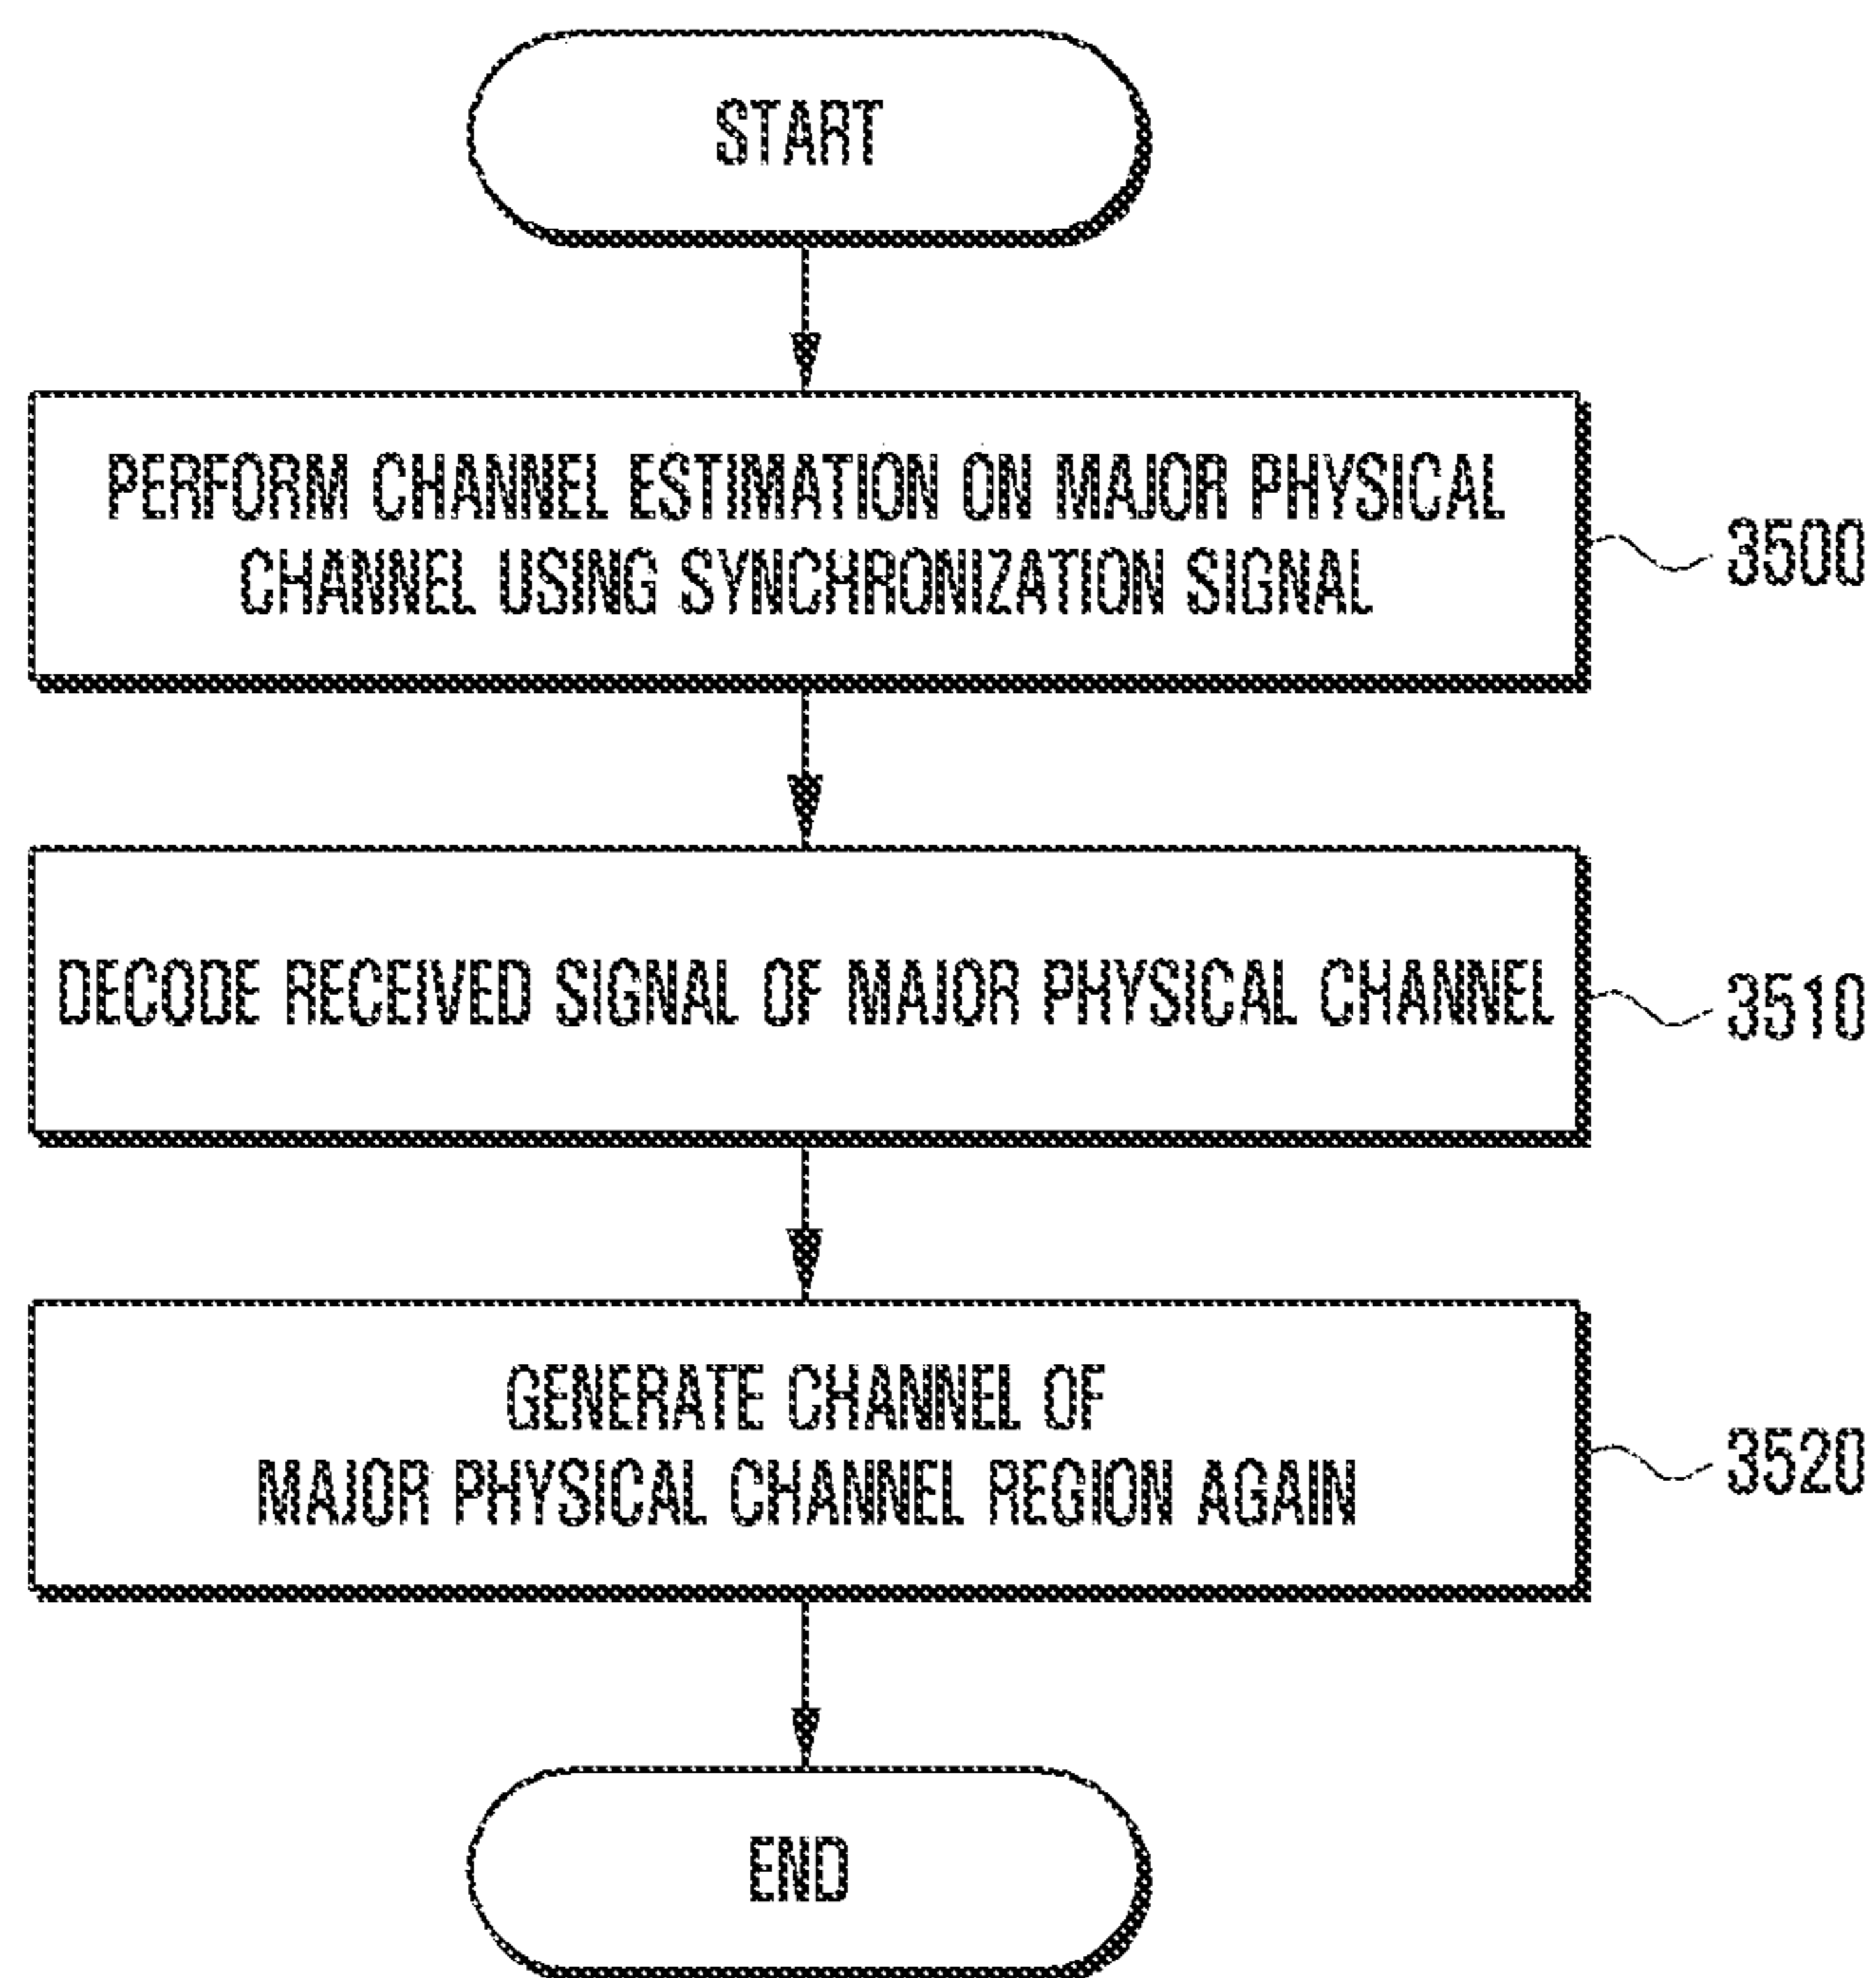 START
PERFORM CHANNEL ESTIMATION ON MAJOR PHYSICAL
CHANNEL USING SYNCHRONIZATION SIGNAL
3500
DECODE RECEIVED SIGNAL OF MAJOR PHYSICAL CHANNEL
3510
GENERATE CHANNEL OF
MAJOR PHYSICAL CHANNEL REGION AGAIN
3520
END